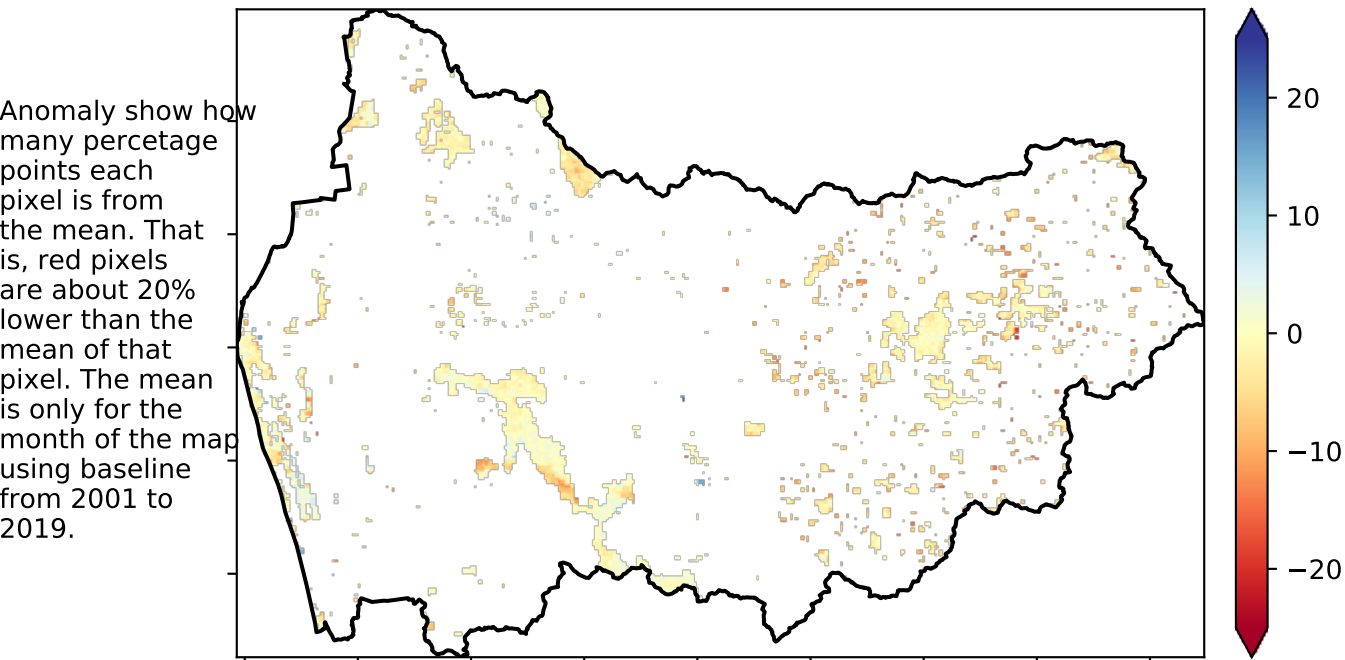 Anomaly show how
many percetage
points each
pixel is from
the mean. That
is, red pixels
are about 20%
lower than the
mean of that
pixel. The mean
is only for the
month of the map
using baseline
from 2001 to
2019.
20
10
0
−10
−20